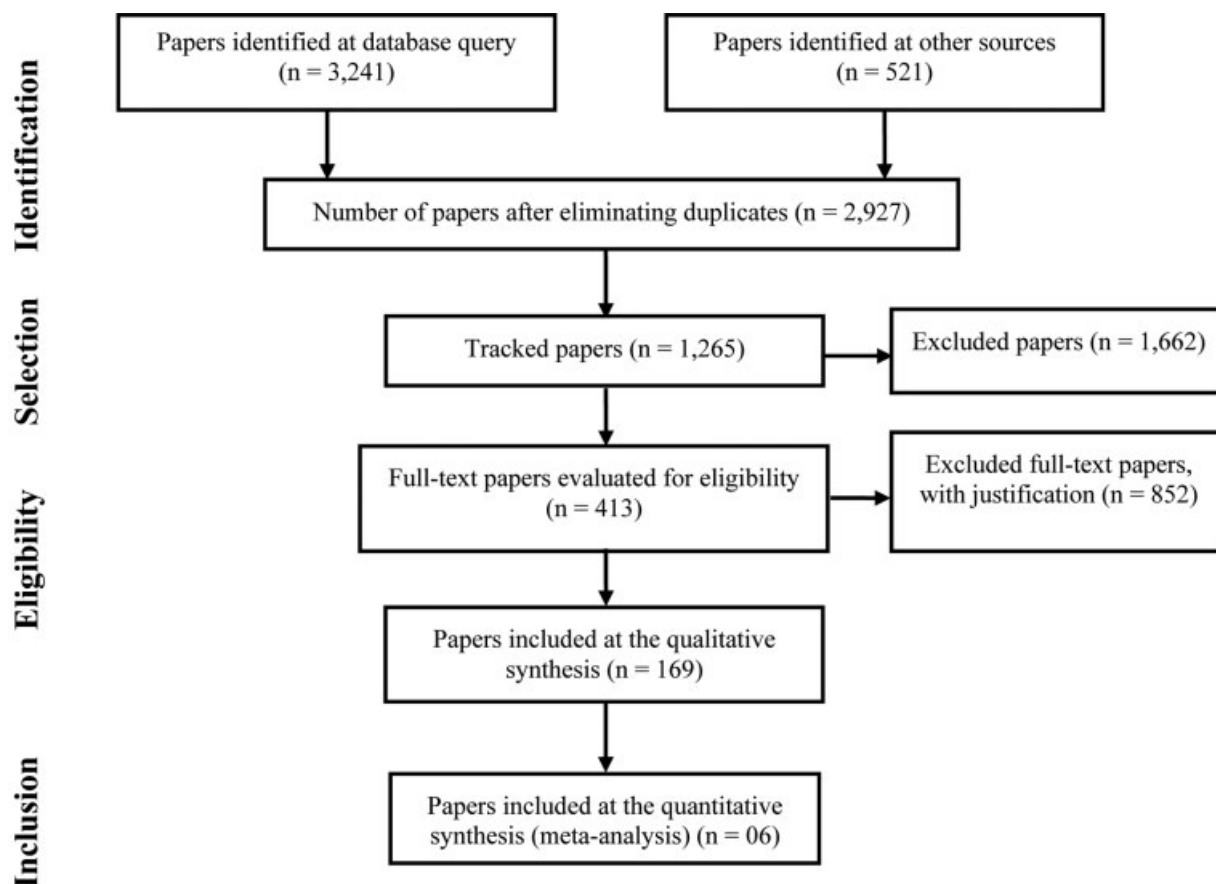 Papers identified at database query
(n = 3,241)
Papers identified at other sources
(n = 521)
Identification
Number of papers after eliminating duplicates (n = 2,927)
Selection
Tracked papers (n = 1,265)
Excluded papers (n = 1,662)
Eligibility
Full-text papers evaluated for eligibility
(n = 413)
Excluded full-text papers,
with justification (n = 852)
Papers included at the qualitative
synthesis (n = 169)
Inclusion
Papers included at the quantitative
synthesis (meta-analysis) (n = 06)